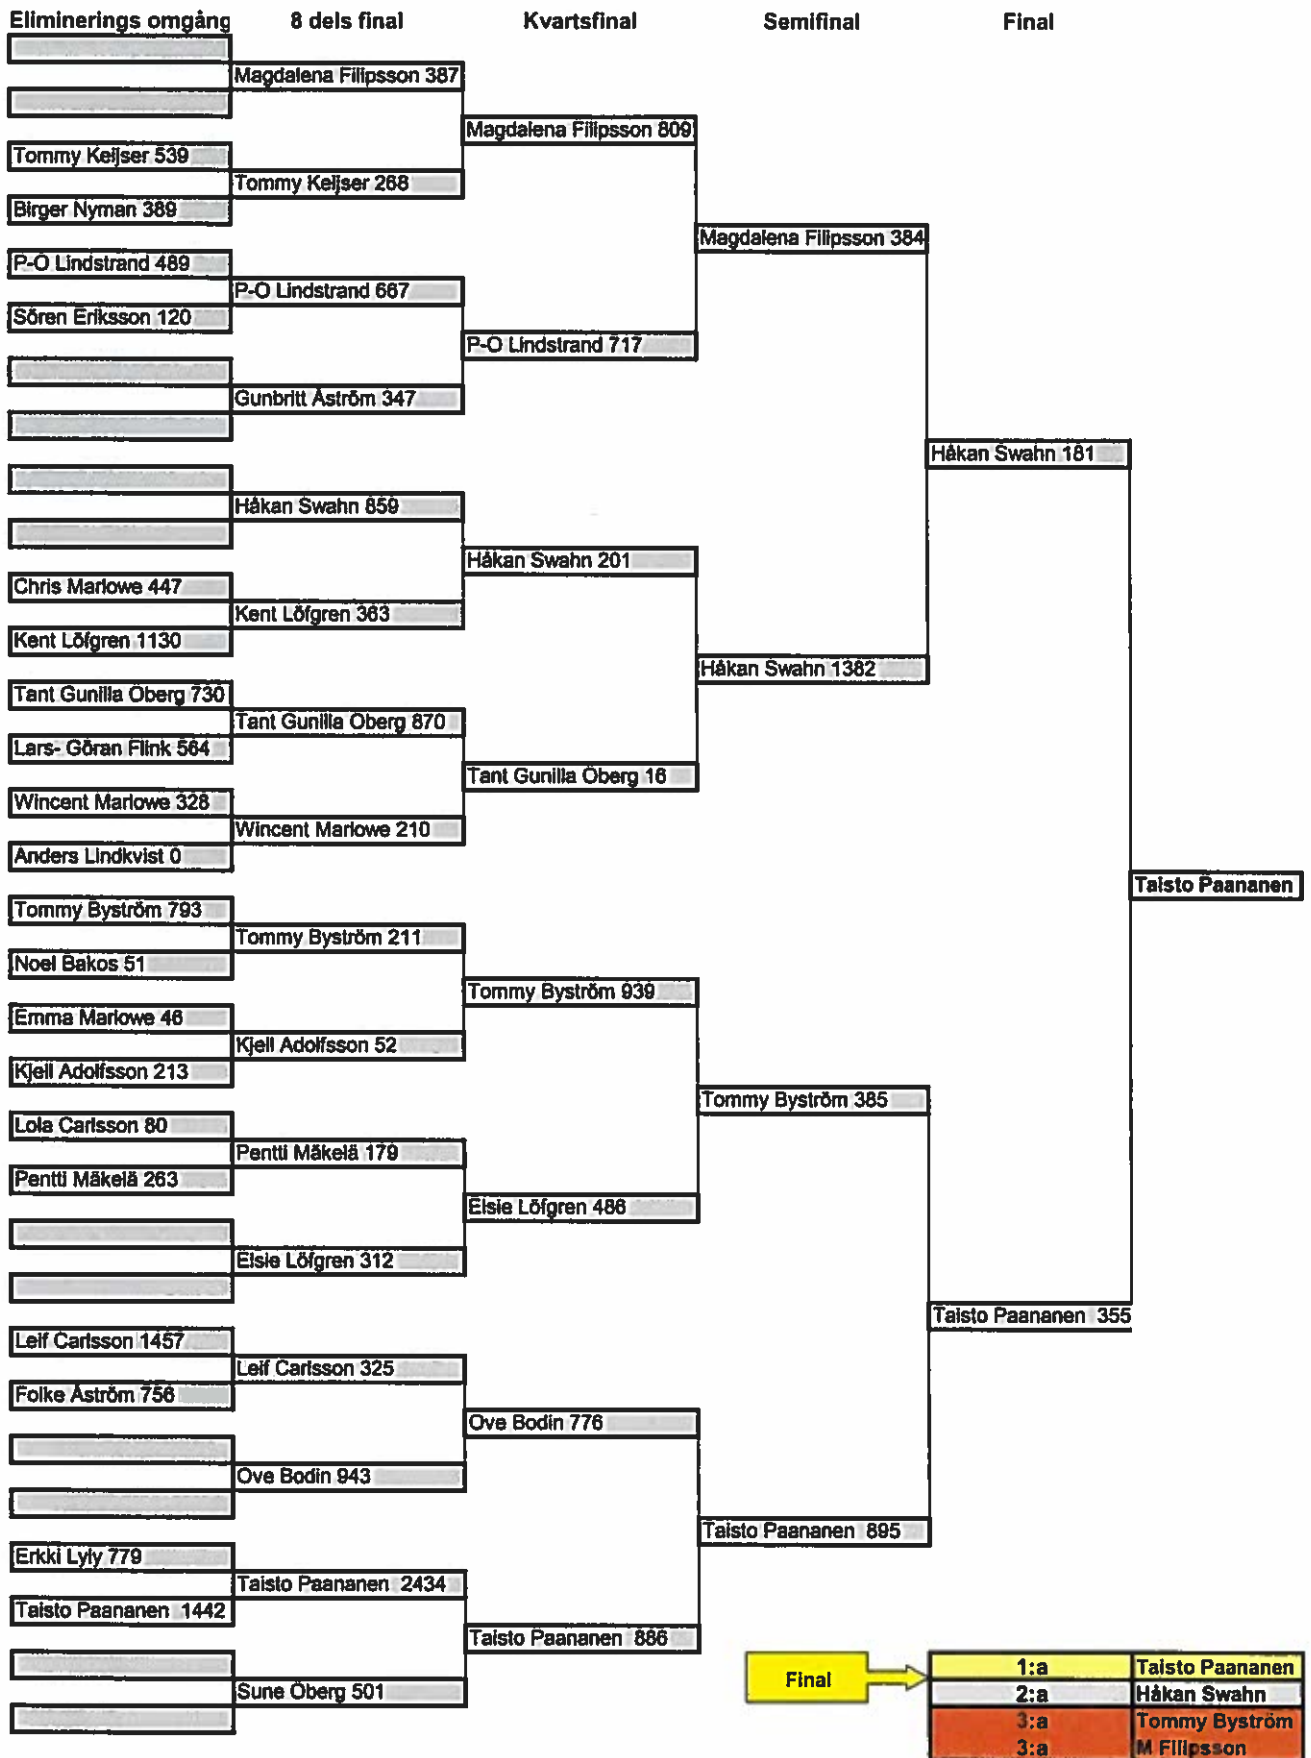 Eliminerings omgång 8 dels final Kvartsfinal Semifinal Final
Magdalena Filipsson 387
Magdalena Filipsson 809
Tommy Keijser 539
Tommy Keijser 268
Birger Nyman 389
Magdalena Filipsson 384
P-O Lindstrand 489
P-O Lindstrand 667
Sören Eriksson 120
P-O Lindstrand 717
Gunbritt Åström 347
Håkan Swahn 181
Håkan Swahn 859
Håkan Swahn 201
Chris Marlowe 447
Kent Löfgren 363
Kent Löfgren 1130
Håkan Swahn 1382
Tant Gunilla Öberg 730
Tant Gunilla Öberg 870
Lars- Göran Flink 564
Tant Gunilla Öberg 16
Wincent Marlowe 328
Wincent Marlowe 210
Anders Lindkvist 0
Taisto Paananen
Tommy Byström 793
Tommy Byström 211
Noel Bakos 51
Tommy Byström 939
Emma Marlowe 46
Kjell Adolfsson 52
Kjell Adolfsson 213
Tommy Byström 385
Lola Carlsson 80
Pentti Mäkelä 179
Pentti Mäkelä 263
Elsie Löfgren 486
Elsie Löfgren 312
Taisto Paananen 355
Leif Carlsson 1457
Leif Carlsson 325
Folke Åström 756
Ove Bodin 776
Ove Bodin 943
Taisto Paananen 895
Erkki Lyly 779
Taisto Paananen 2434
Taisto Paananen 1442
Taisto Paananen 886
Sune Öberg 501
Final
1:a Taisto Paananen
2:a Håkan Swahn
3:a Tommy Byström
3:a M Filipsson